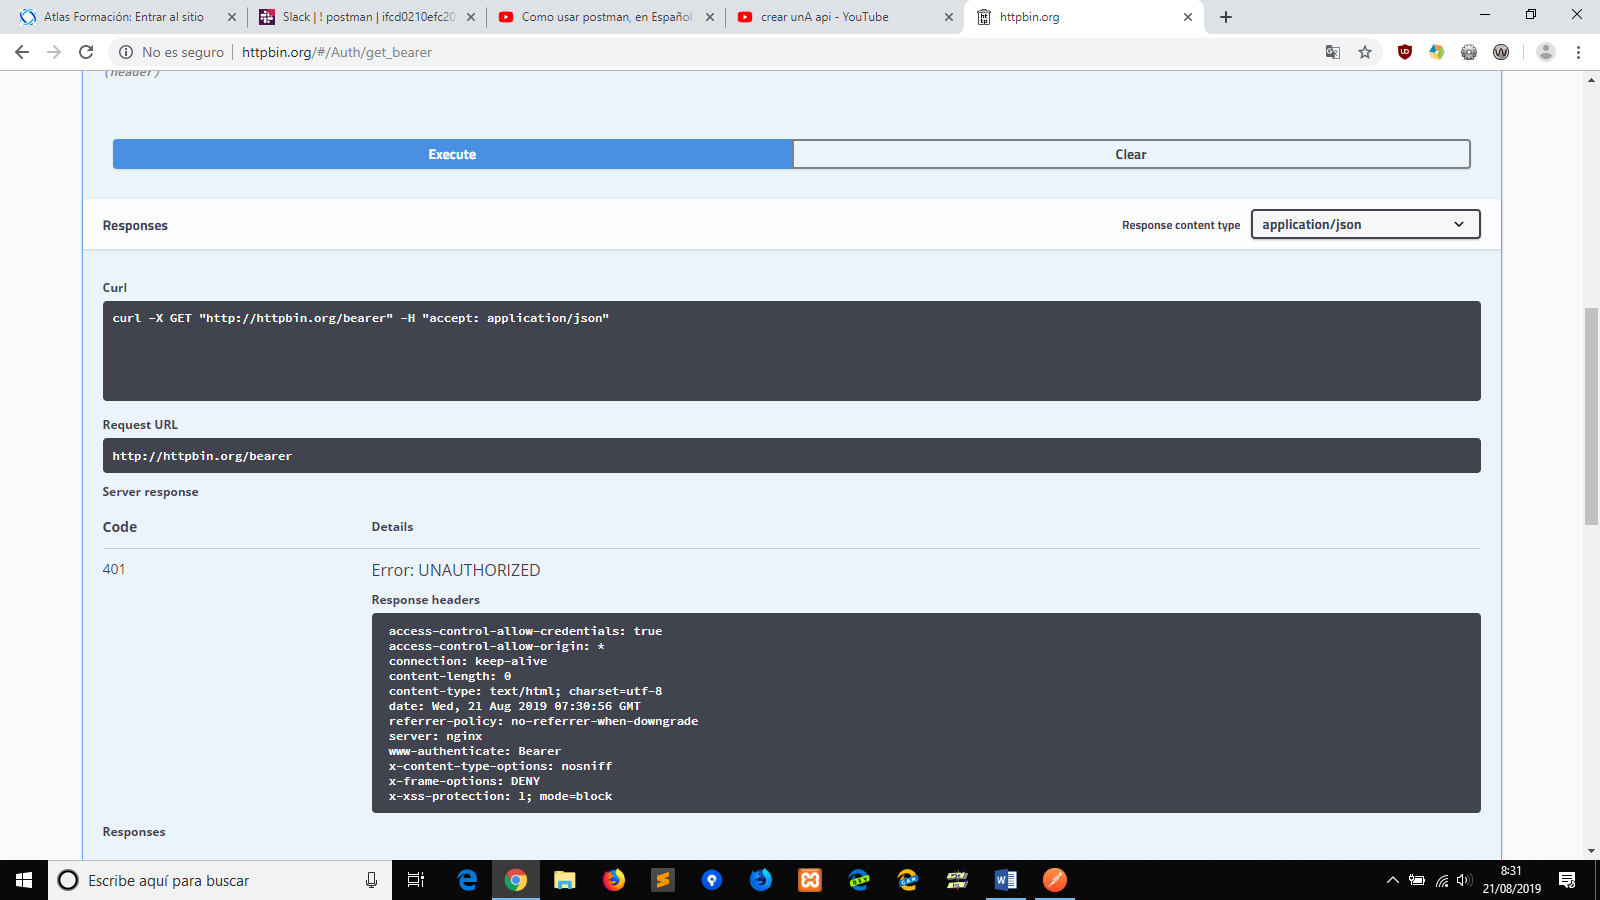 Atlas Formación: Entrar al sitio
Slack | ! postman | ifcd0210efc20
Como usar postman, en Español
crear unA api - YouTube
httpbin.org
No es seguro
httpbin.org/#/Auth/get_bearer
(header)
Execute
Clear
Responses
Response content type
application/json
Curl
curl -X GET "http://httpbin.org/bearer" -H "accept: application/json"
Request URL
http://httpbin.org/bearer
Server response
Code
Details
401
Error: UNAUTHORIZED
Response headers
access-control-allow-credentials: true
access-control-allow-origin: *
connection: keep-alive
content-length: 0
content-type: text/html; charset=utf-8
date: Wed, 21 Aug 2019 07:30:56 GMT
referrer-policy: no-referrer-when-downgrade
server: nginx
www-authenticate: Bearer
x-content-type-options: nosniff
x-frame-options: DENY
x-xss-protection: 1; mode=block
Responses
Escribe aquí para buscar
8:31
21/08/2019